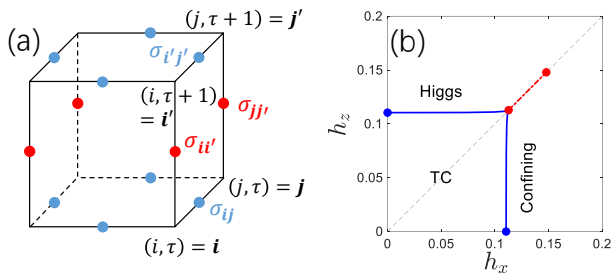 (a)
(j, τ + 1) = j′
σi′j′
(i, τ + 1)
= i′
σjj′
σii′
(j, τ) = j
σij
(i, τ) = i
(b)
0.2
0.15
0.1
0.05
0
hz
Higgs
TC
Confining
0
0.05
0.1
0.15
0.2
hx